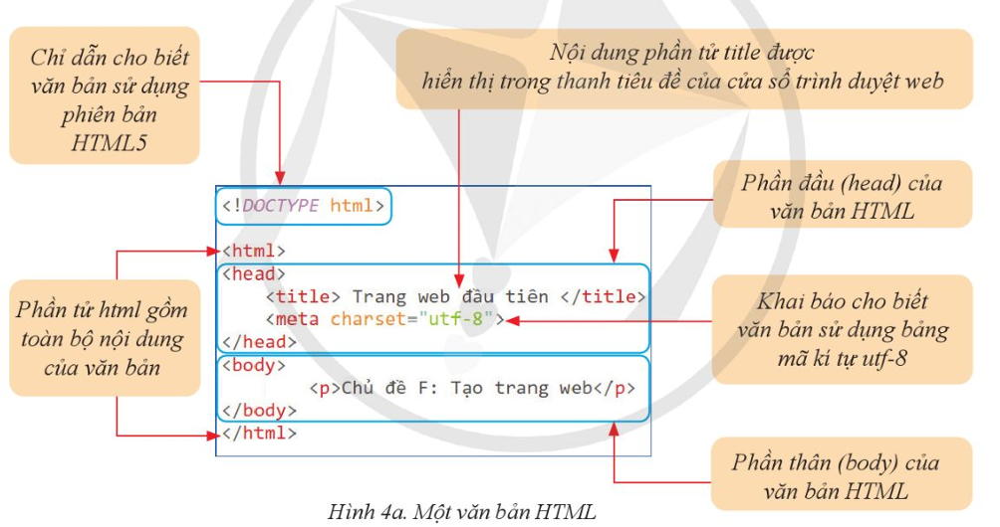 Chỉ dẫn cho biết
văn bản sử dụng
phiên bản
HTML5
Nội dung phần tử title được
hiển thị trong thanh tiêu đề của cửa sổ trình duyệt web
Phần đầu (head) của
văn bản HTML
<!DOCTYPE html>
<html>
<head>
<title> Trang web đầu tiên </title>
<meta charset="utf-8">
</head>
<body>
<p>Chủ đề F: Tạo trang web</p>
</body>
</html>
Phần tử html gồm
toàn bộ nội dung
của văn bản
Khai báo cho biết
văn bản sử dụng bảng
mã kí tự utf-8
Phần thân (body) của
văn bản HTML
Hình 4a. Một văn bản HTML